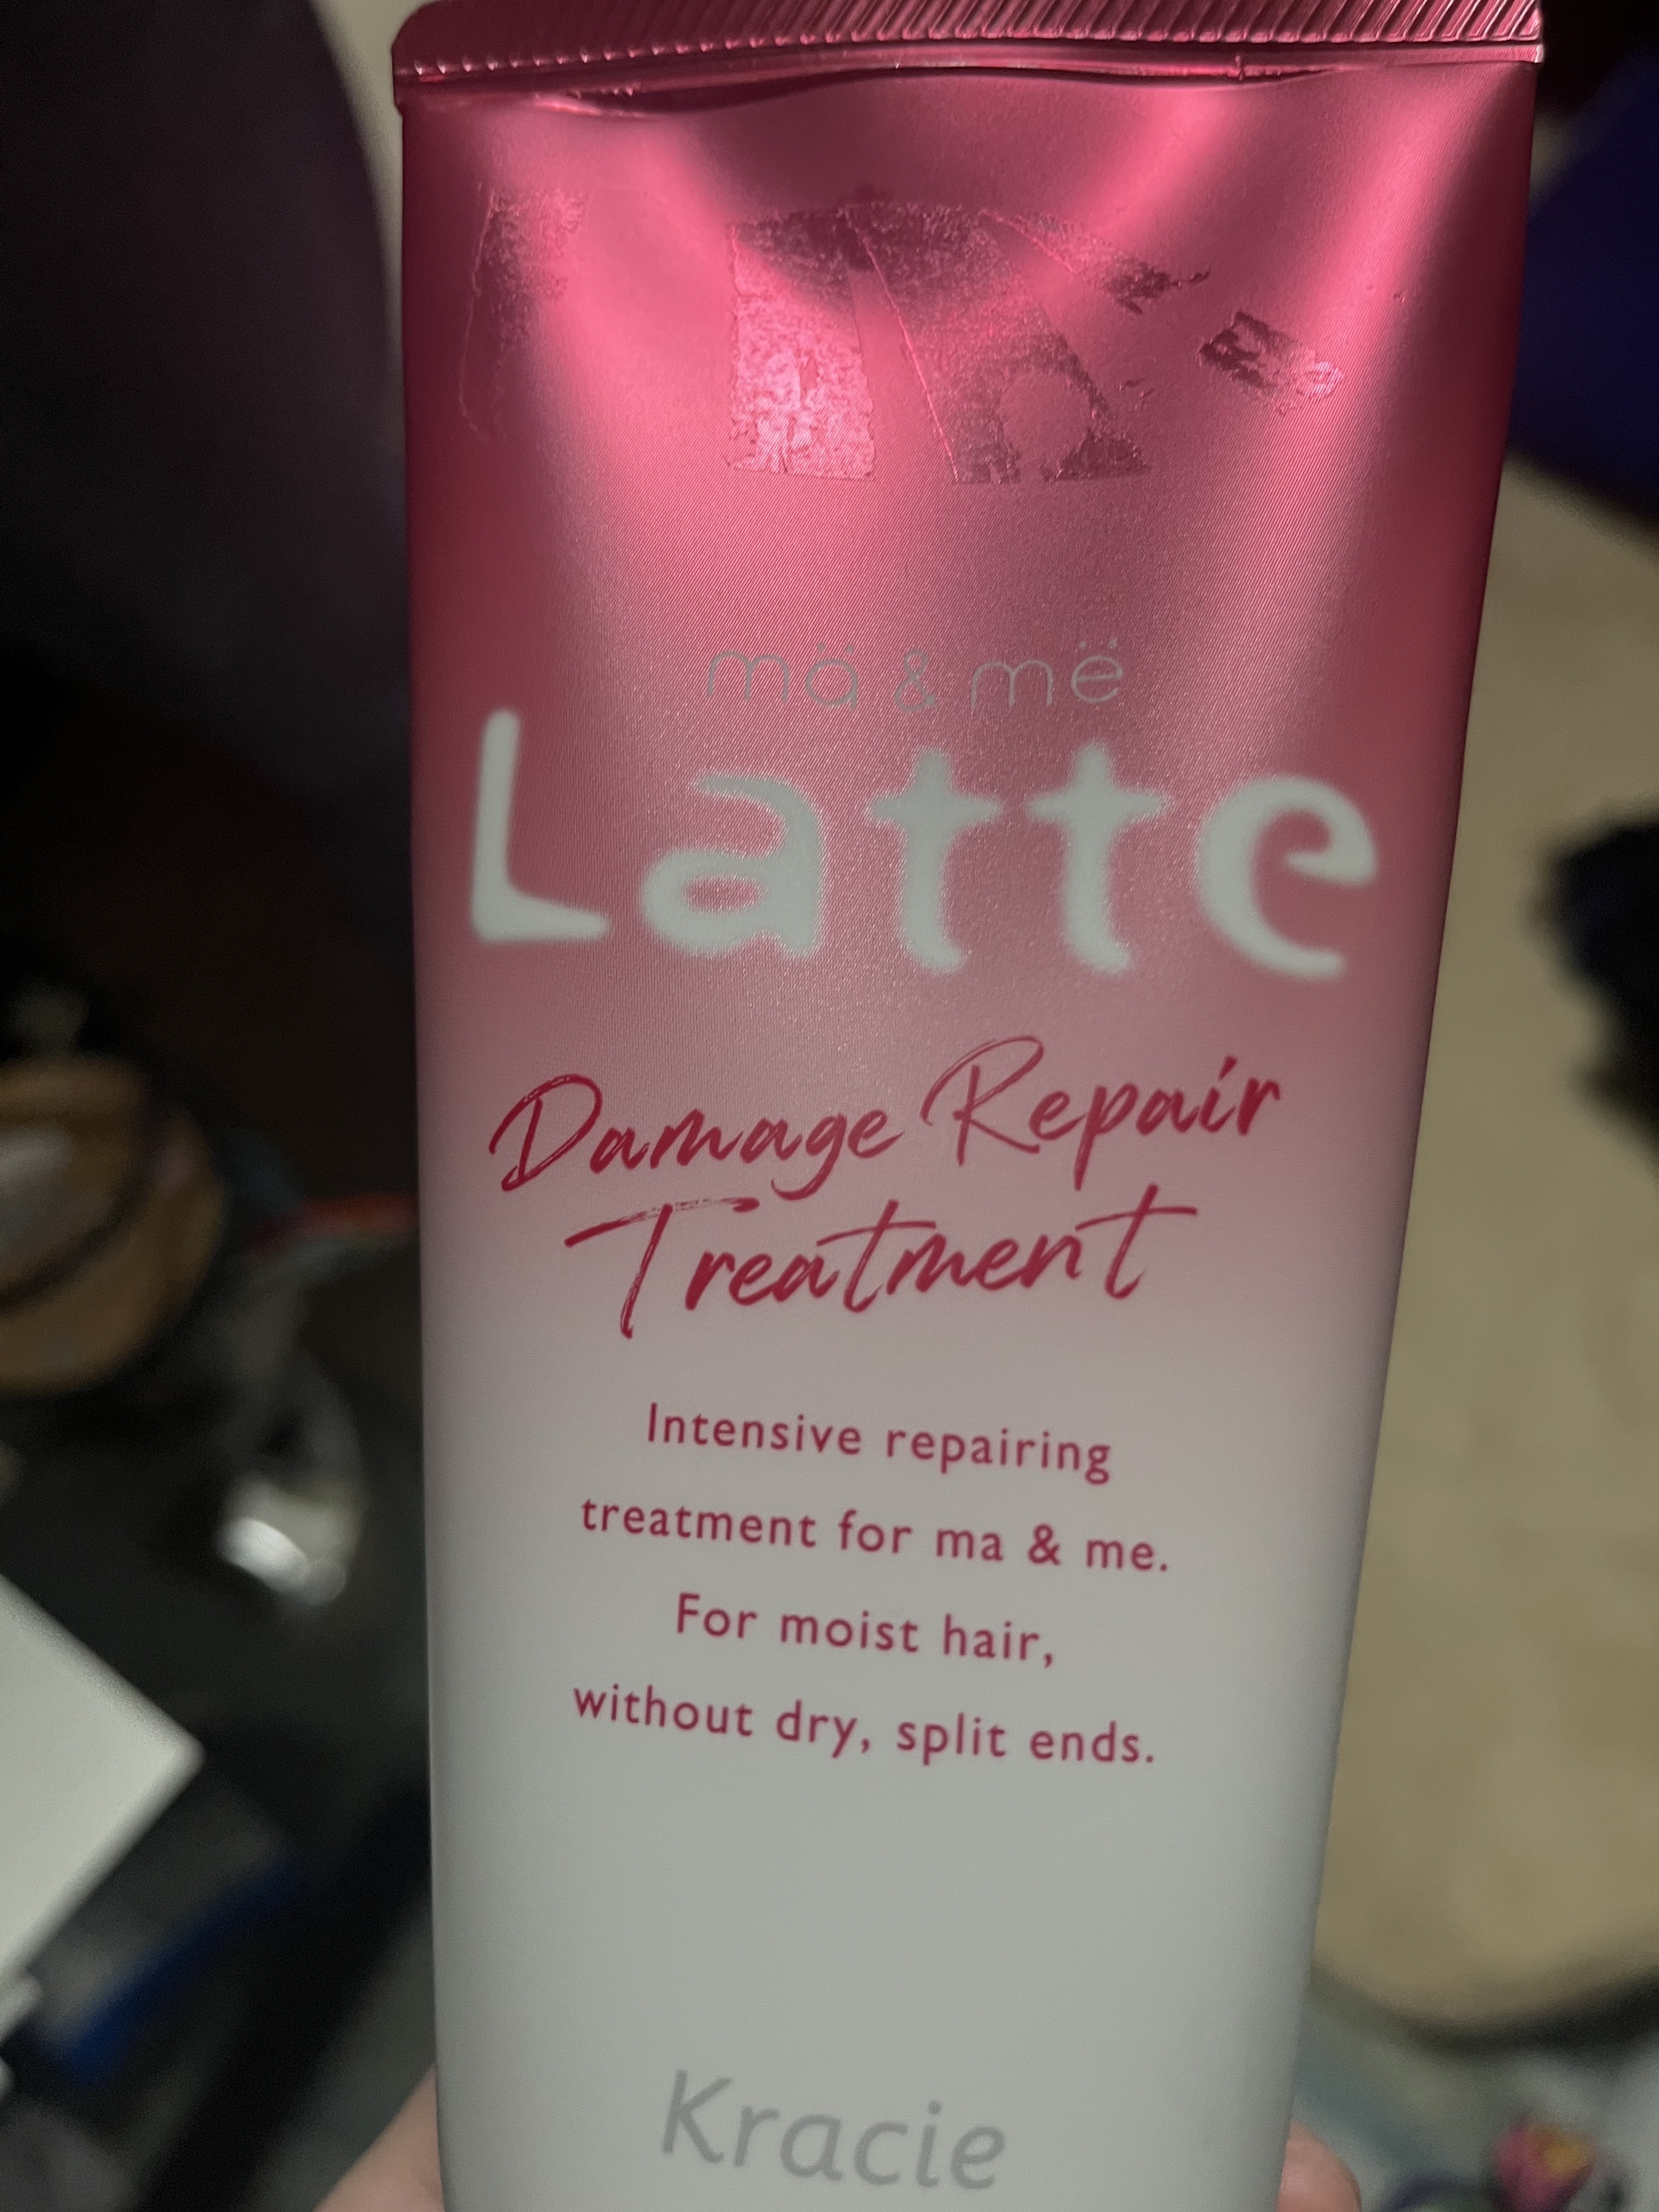 mä & më
Latte
Damage Repair
Treatment
Intensive repairing
treatment for ma & me.
For moist hair,
without dry, split ends.
Kracie